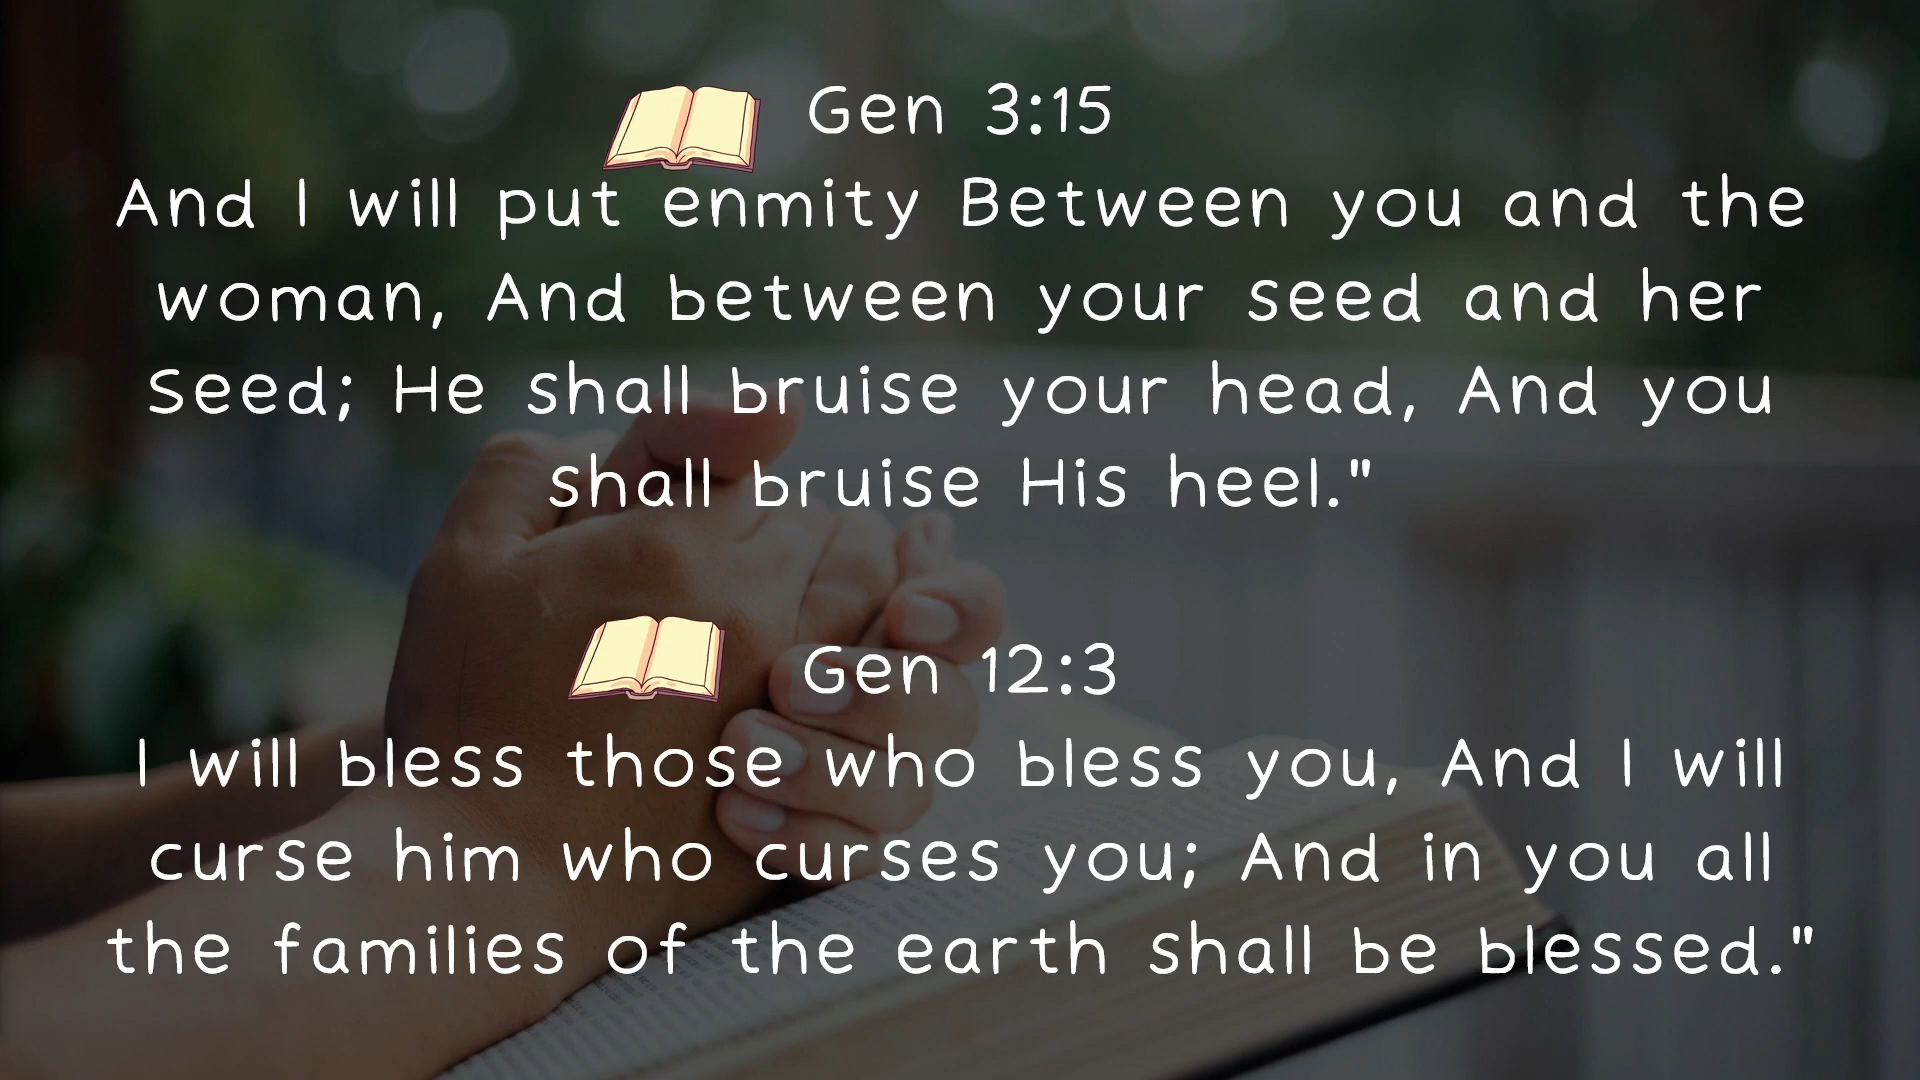 Gen 3:15
And I will put enmity Between you and the
woman, And between your seed and her
Seed; He shall bruise your head, And you
shall bruise His heel."
Gen 12:3
I will bless those who bless you, And I will
curse him who curses you; And in you all
the families of the earth shall be blessed."